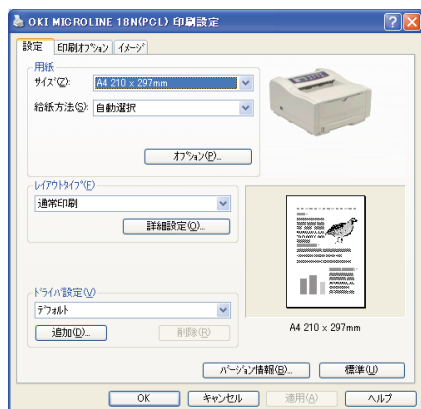 OKI MICROLINE 18N(PCL) 印刷設定
設定 印刷オプション イメージ
用紙
サイズ(Z): A4 210 x 297mm
給紙方法(S): 自動選択
オプション(P)...
レイアウトタイプ(F)
通常印刷
詳細設定(O)...
ドライバ設定(V)
デフォルト
追加(D)... 削除(R)
A4 210 x 297mm
バージョン情報(B)... 標準(U)
OK キャンセル 適用(A) ヘルプ